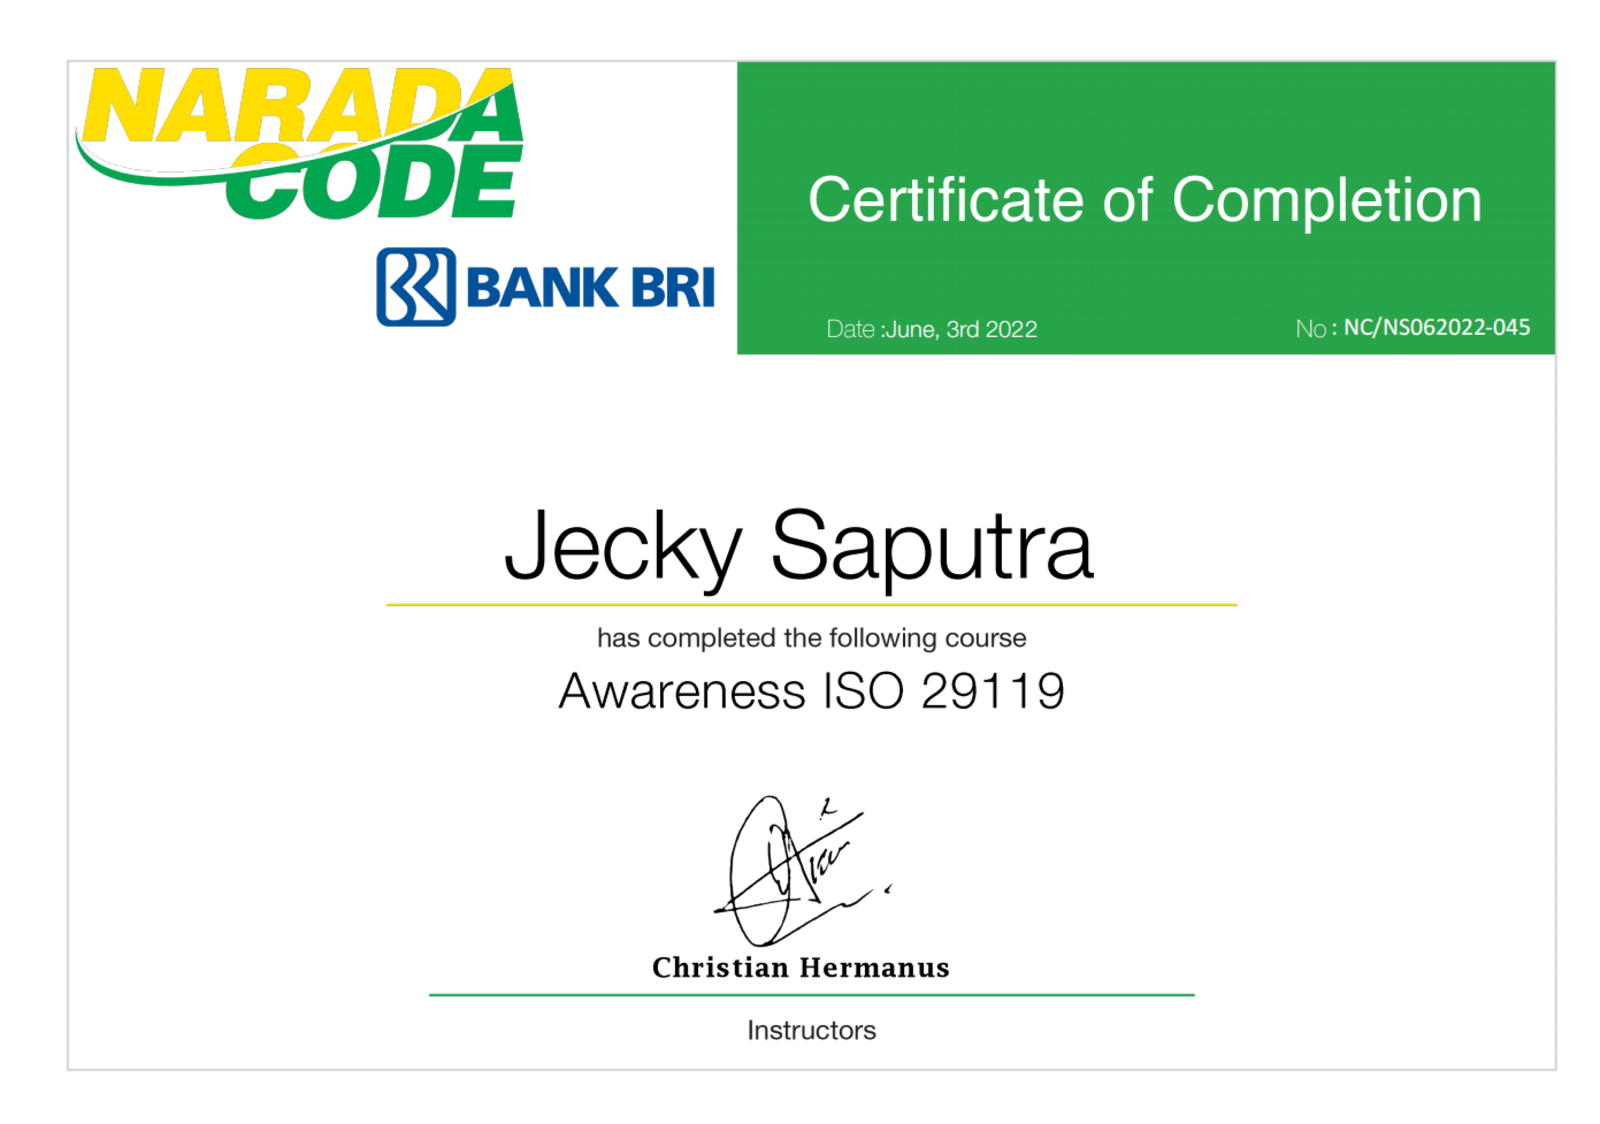 NARADA
CODE
BANK BRI
Certificate of Completion
Date :June, 3rd 2022
No : NC/NS062022-045
Jecky Saputra
has completed the following course
Awareness ISO 29119
Christian Hermanus
Instructors